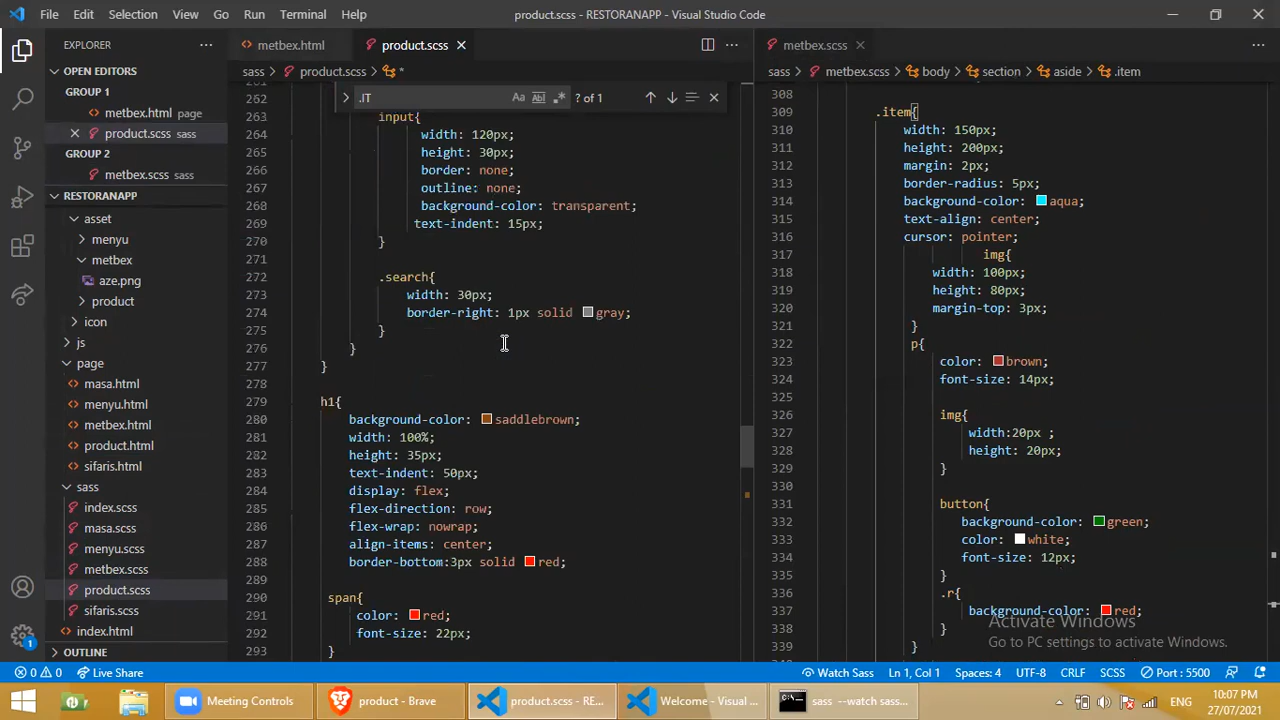 File Edit Selection View Go Run Terminal Help product.scss - RESTORANAPP - Visual Studio Code
EXPLORER
OPEN EDITORS
GROUP 1
metbex.html page
product.scss sass
GROUP 2
metbex.scss sass
RESTORANAPP
asset
menyu
metbex
aze.png
product
icon
js
page
masa.html
menyu.html
metbex.html
product.html
sifaris.html
sass
index.scss
masa.scss
menyu.scss
metbex.scss
product.scss
sifaris.scss
index.html
OUTLINE
metbex.html product.scss
sass > product.scss > *
.IT ? of 1
262
263 input{
264 width: 120px;
265 height: 30px;
266 border: none;
267 outline: none;
268 background-color: transparent;
269 text-indent: 15px;
270 }
271
272 .search{
273 width: 30px;
274 border-right: 1px solid gray;
275 }
276 }
277 }
278
279 h1{
280 background-color: saddlebrown;
281 width: 100%;
282 height: 35px;
283 text-indent: 50px;
284 display: flex;
285 flex-direction: row;
286 flex-wrap: nowrap;
287 align-items: center;
288 border-bottom:3px solid red;
289
290 span{
291 color: red;
292 font-size: 22px;
293 }
metbex.scss
sass > metbex.scss > body > section > aside > .item
308
309 .item{
310 width: 150px;
311 height: 200px;
312 margin: 2px;
313 border-radius: 5px;
314 background-color: aqua;
315 text-align: center;
316 cursor: pointer;
317 img{
318 width: 100px;
319 height: 80px;
320 margin-top: 3px;
321 }
322 p{
323 color: brown;
324 font-size: 14px;
325
326 img{
327 width:20px ;
328 height: 20px;
329 }
330
331 button{
332 background-color: green;
333 color: white;
334 font-size: 12px;
335 }
336 .r{
337 background-color: red;
338 }
339 }
Activate Windows
Go to PC settings to activate Windows.
0 0 Live Share Watch Sass Ln 1, Col 1 Spaces: 4 UTF-8 CRLF SCSS Port : 5500
1
Meeting Controls product - Brave product.scss - RE... Welcome - Visual ... sass --watch sass... ENG 10:07 PM
27/07/2021